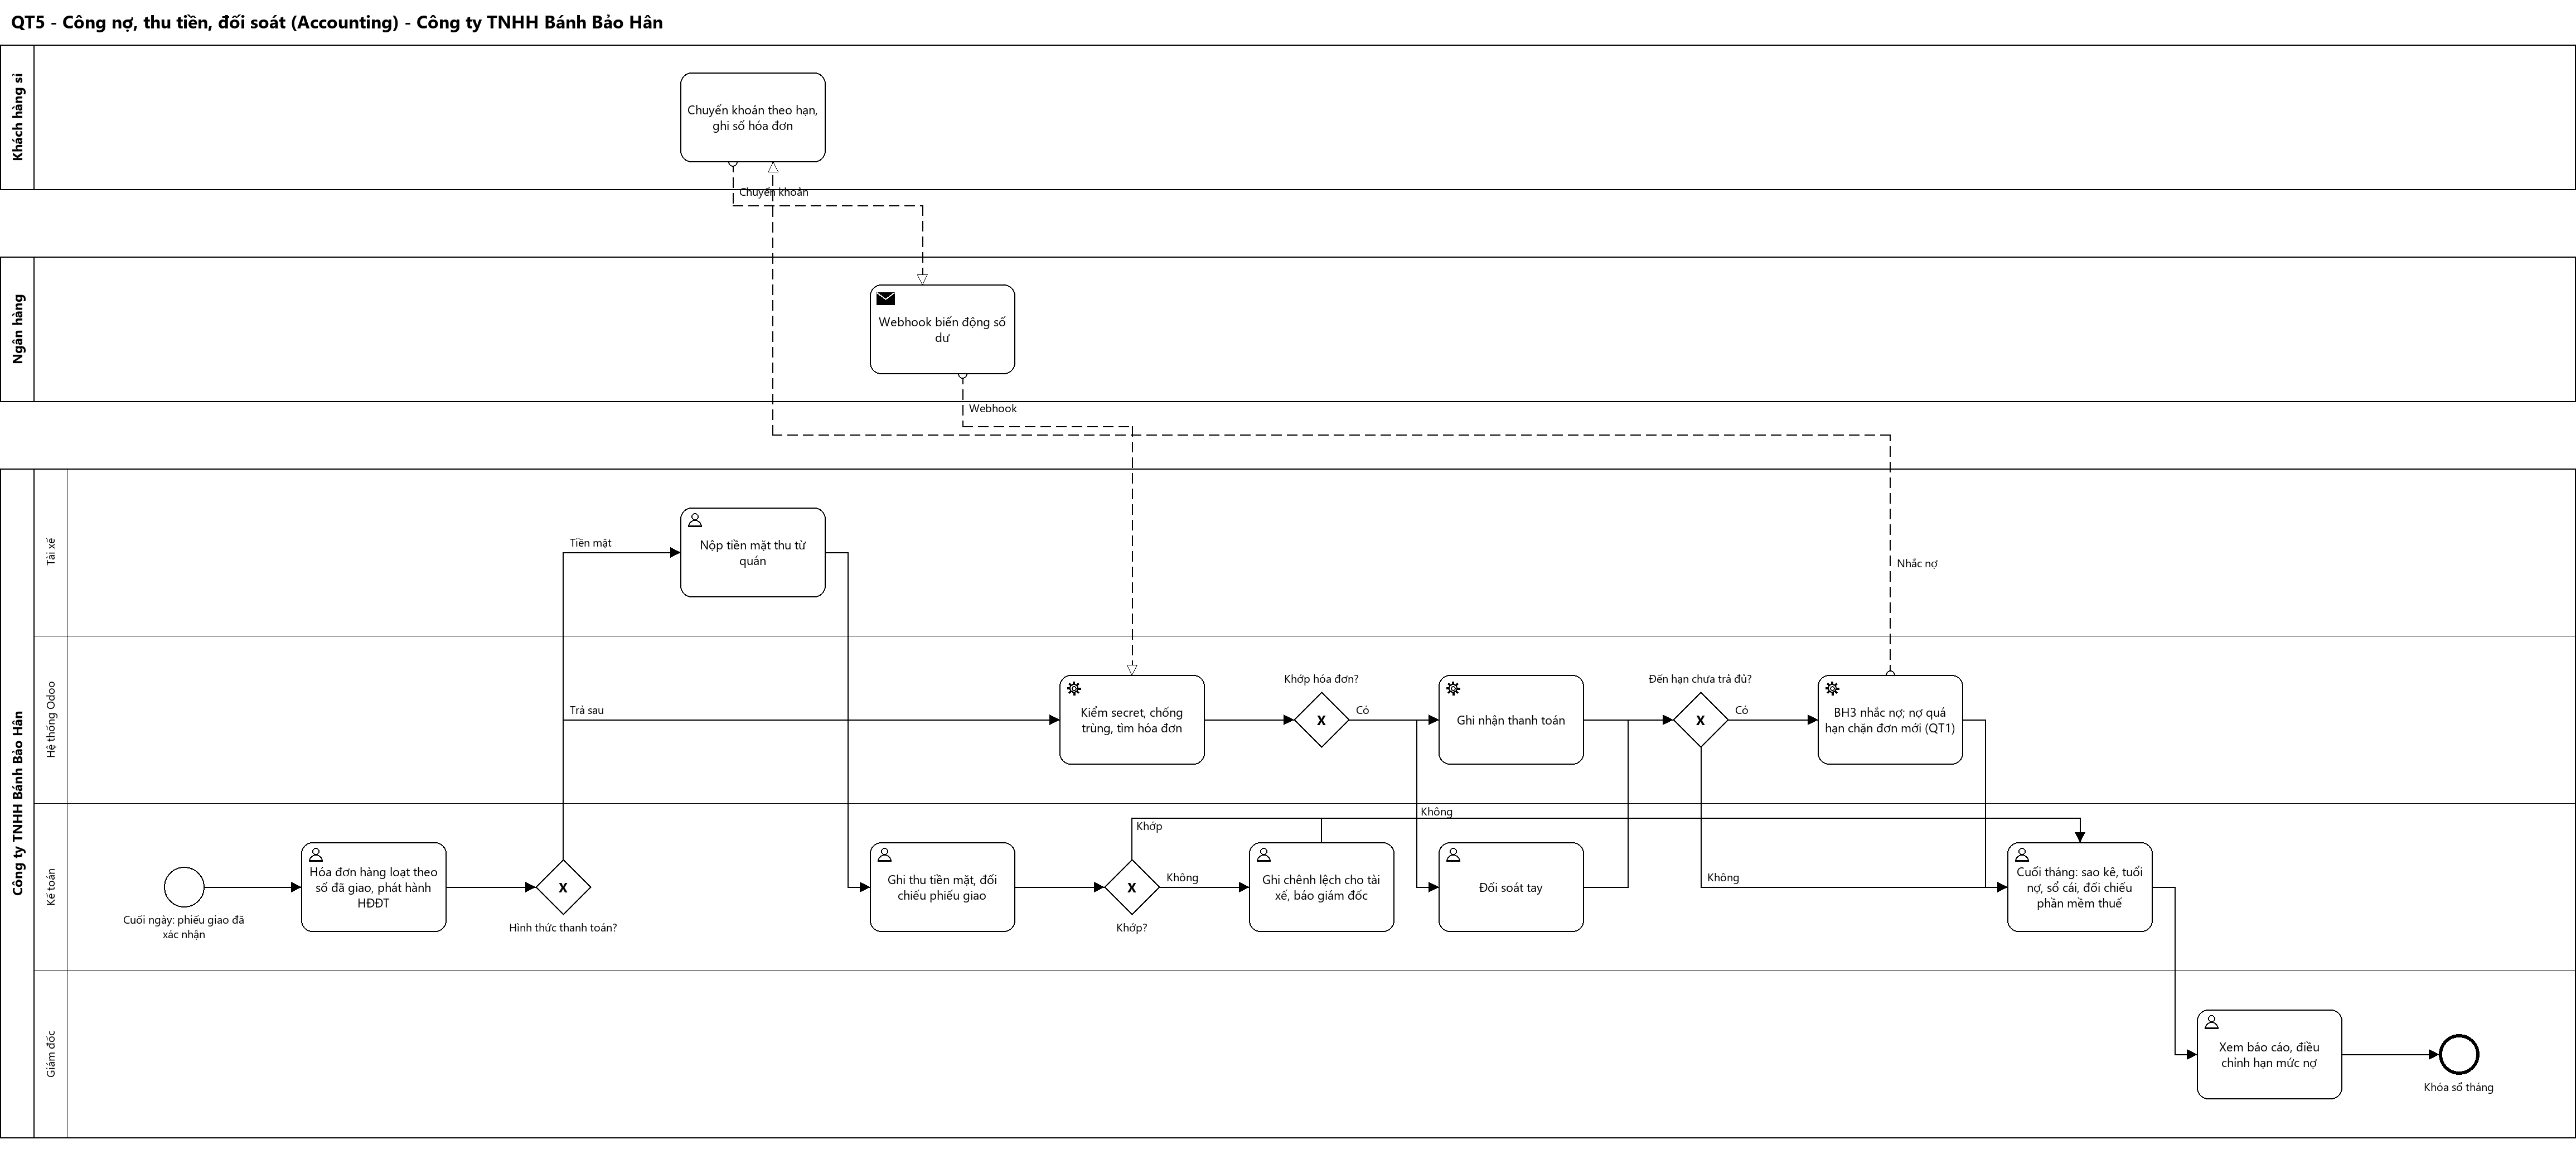 QT5 - Công nợ, thu tiền, đối soát (Accounting) - Công ty TNHH Bánh Bảo Hân
Khách hàng sỉ
Chuyển khoản theo hạn,
ghi số hóa đơn
Chuyển khoản
Ngân hàng
Webhook biến động số
dư
Webhook
Công ty TNHH Bánh Bảo Hân
Tài xế
Tiền mặt
Nộp tiền mặt thu từ
quán
Nhắc nợ
Hệ thống Odoo
Trả sau
Kiểm secret, chống
trùng, tìm hóa đơn
Khớp hóa đơn?
X
Có
Ghi nhận thanh toán
Đến hạn chưa trả đủ?
X
Có
BH3 nhắc nợ; nợ quá
hạn chặn đơn mới (QT1)
Kế toán
Cuối ngày: phiếu giao đã
xác nhận
Hóa đơn hàng loạt theo
số đã giao, phát hành
HĐĐT
X
Hình thức thanh toán?
Ghi thu tiền mặt, đối
chiếu phiếu giao
Khớp
X
Khớp?
Không
Ghi chênh lệch cho tài
xế, báo giám đốc
Không
Đối soát tay
Không
Cuối tháng: sao kê, tuổi
nợ, sổ cái, đối chiếu
phần mềm thuế
Giám đốc
Xem báo cáo, điều
chỉnh hạn mức nợ
Khóa sổ tháng